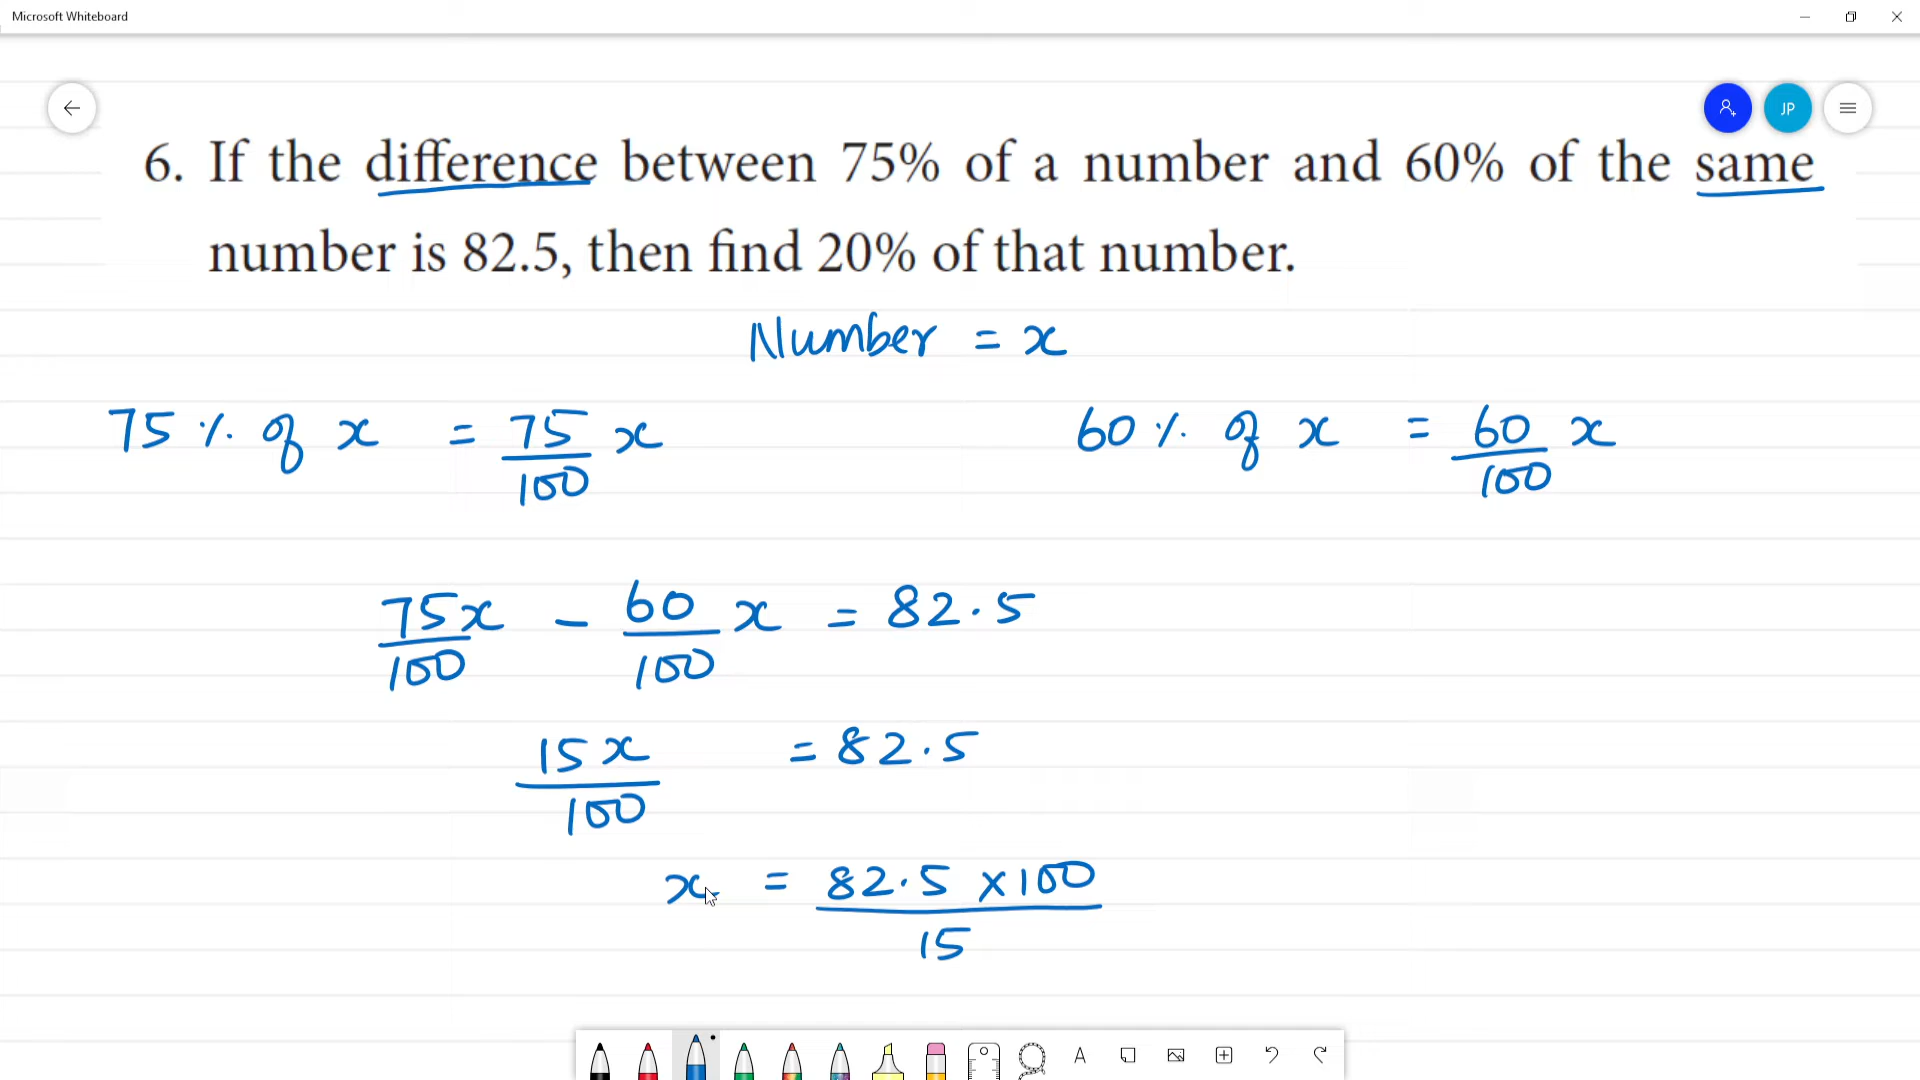 Microsoft Whiteboard
JP
6. If the difference between 75% of a number and 60% of the same
number is 82.5, then find 20% of that number.
Number = x
75% of x = 75/100 x
60% of x = 60/100 x
75x/100 - 60/100 x = 82.5
15x/100 = 82.5
x = 82.5 × 100/15
A